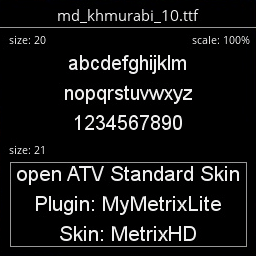 md_khmurabi_10.ttf
size: 20 scale: 100%
abcdefghijklm
nopqrstuvwxyz
1234567890
size: 21
open ATV Standard Skin
Plugin: MyMetrixLite
Skin: MetrixHD